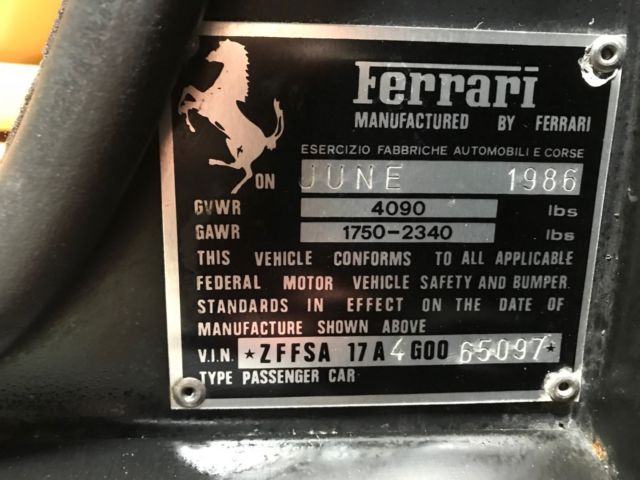 Ferrari
MANUFACTURED BY FERRARI
ESERCIZIO FABBRICHE AUTOMOBILI E CORSE
ON JUNE 1986
GVWR 4090 lbs
GAWR 1750-2340 lbs
THIS VEHICLE CONFORMS TO ALL APPLICABLE
FEDERAL MOTOR VEHICLE SAFETY AND BUMPER
STANDARDS IN EFFECT ON THE DATE OF
MANUFACTURE SHOWN ABOVE
V.I.N. *ZFFSA 17A4G00 65097*
TYPE PASSENGER CAR